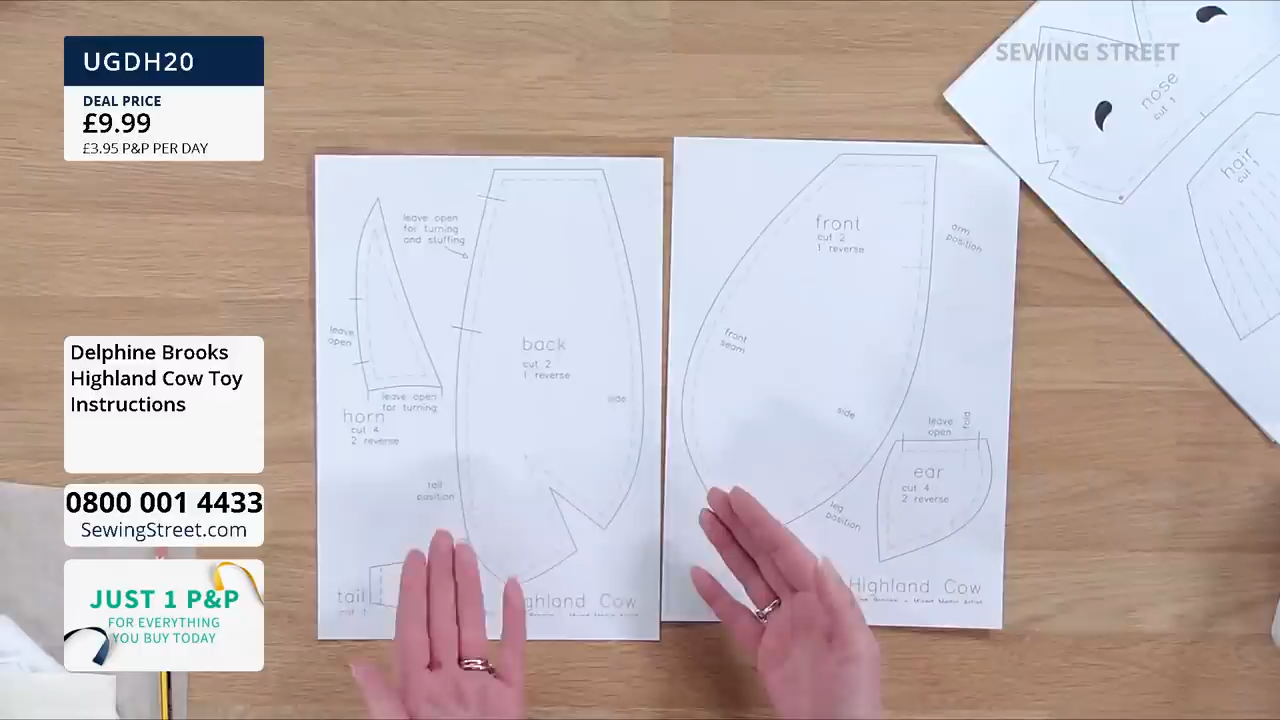 UGDH20
DEAL PRICE
£9.99
£3.95 P&P PER DAY
Delphine Brooks
Highland Cow Toy
Instructions
0800 001 4433
SewingStreet.com
JUST 1 P&P
FOR EVERYTHING
YOU BUY TODAY
SEWING STREET
leave open
for turning
and stuffing
leave
open
leave open
for turning
horn
cut 4
2 reverse
back
cut 2
1 reverse
side
tail
position
tail
cut 1
ghland Cow
front
cut 2
1 reverse
arm
position
front
seam
side
leave
open
fold
ear
cut 4
2 reverse
leg
position
Highland Cow
nose
cut 1
hair
cut 1